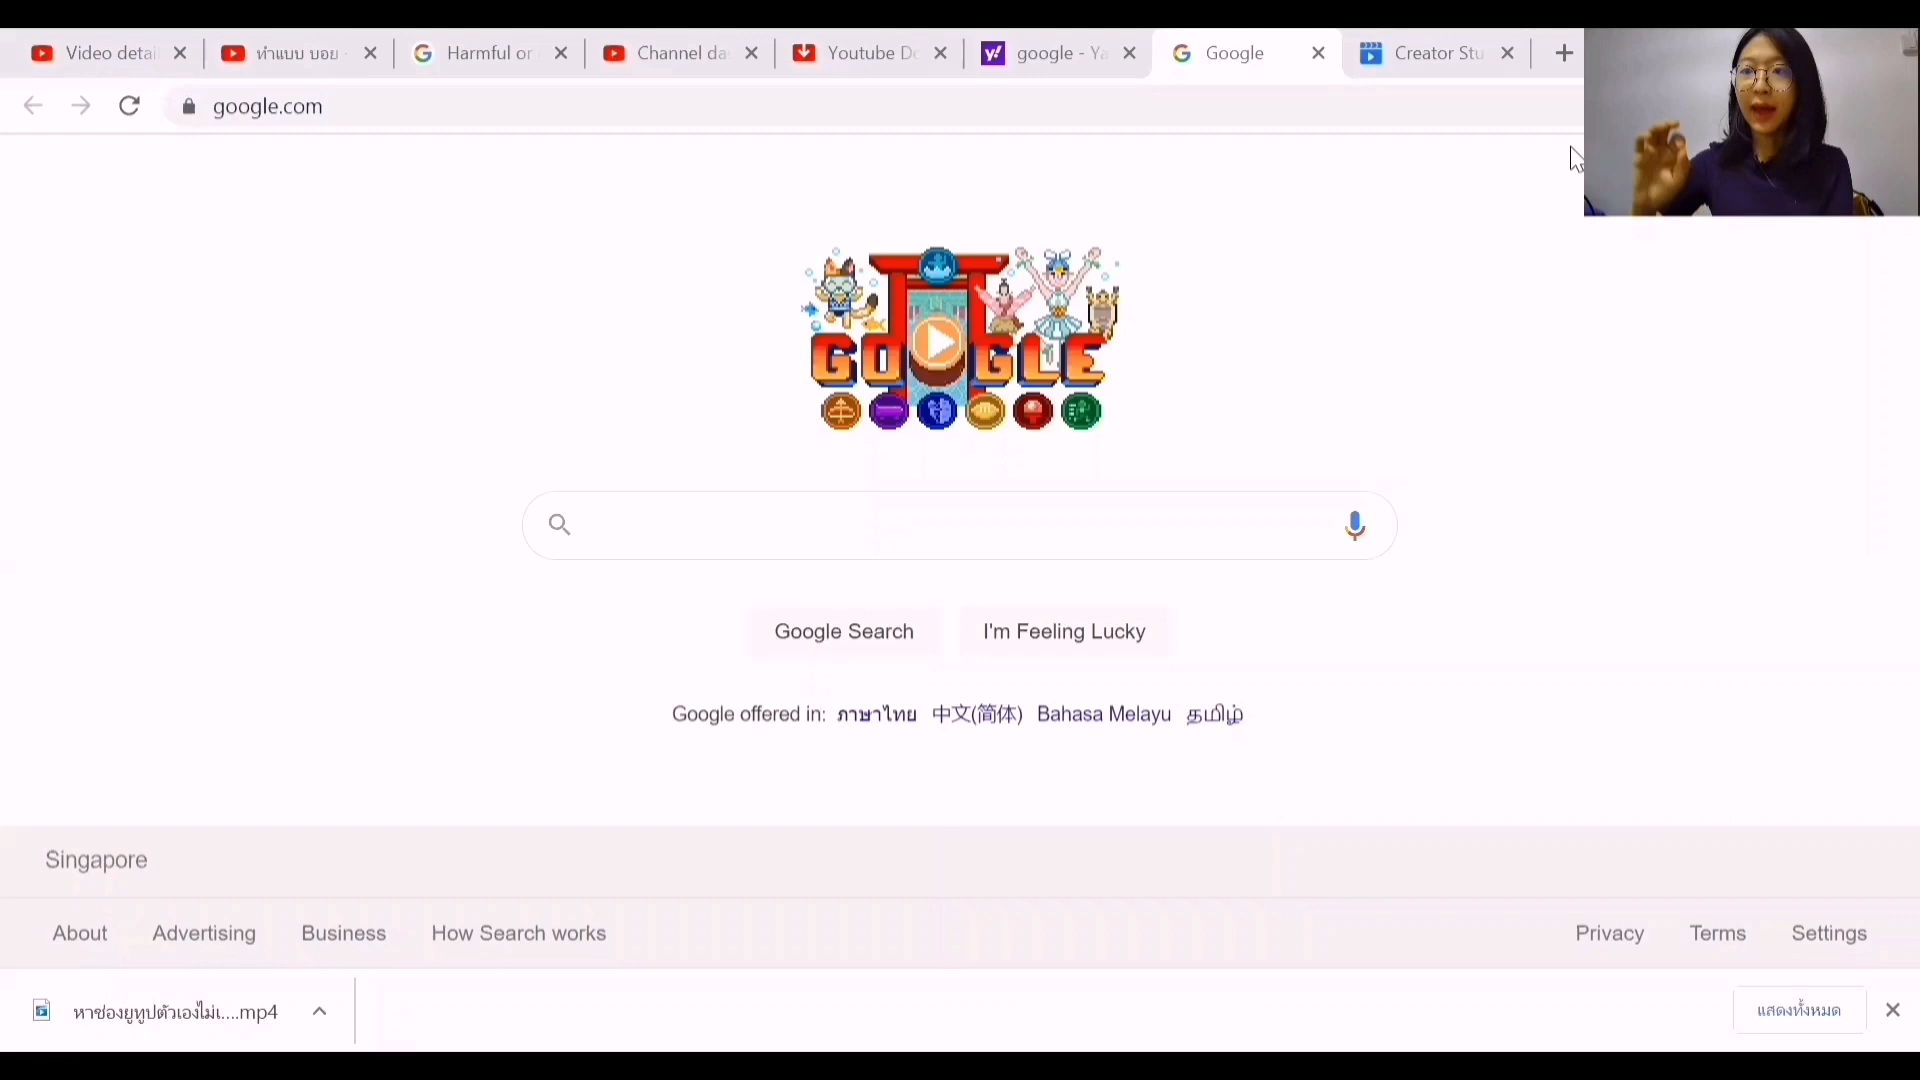 Video detai
ทำแบบ บอย
Harmful or
Channel da
Youtube Do
google - Ya
Google
Creator Stu
google.com
GOOGLE
Google Search
I'm Feeling Lucky
Google offered in: ภาษาไทย 中文(简体) Bahasa Melayu தமிழ்
Singapore
About Advertising Business How Search works
Privacy Terms Settings
หาช่องยูทูปตัวเองไม่เ....mp4
แสดงทั้งหมด